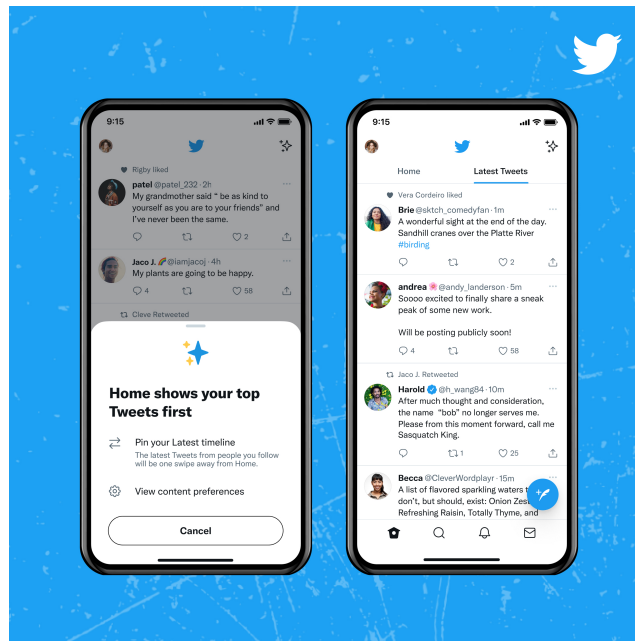 9:15
Rigby liked
patel @patel_232 · 2h
My grandmother said “ be as kind to
yourself as you are to your friends” and
I’ve never been the same.
2
Jaco J. 🌈 @iamjacoj · 4h
My plants are going to be happy.
4 58
Cleve Retweeted
Home shows your top
Tweets first
Pin your Latest timeline
The latest Tweets from people you follow
will be one swipe away from Home.
View content preferences
Cancel
9:15
Home Latest Tweets
Vera Cordeiro liked
Brie @sktch_comedyfan · 1m
A wonderful sight at the end of the day.
Sandhill cranes over the Platte River
#birding
2
andrea 🌸 @andy_landerson · 5m
Soooo excited to finally share a sneak
peak of some new work.
Will be posting publicly soon!
4 58
Jaco J. Retweeted
Harold @h_wang84 · 10m
After much thought and consideration,
the name “bob” no longer serves me.
Please from this moment forward, call me
Sasquatch King.
1 25
Becca @CleverWordplayr · 15m
A list of flavored sparkling waters
don’t, but should, exist: Onion
Refreshing Raisin, Totally Thyme, and